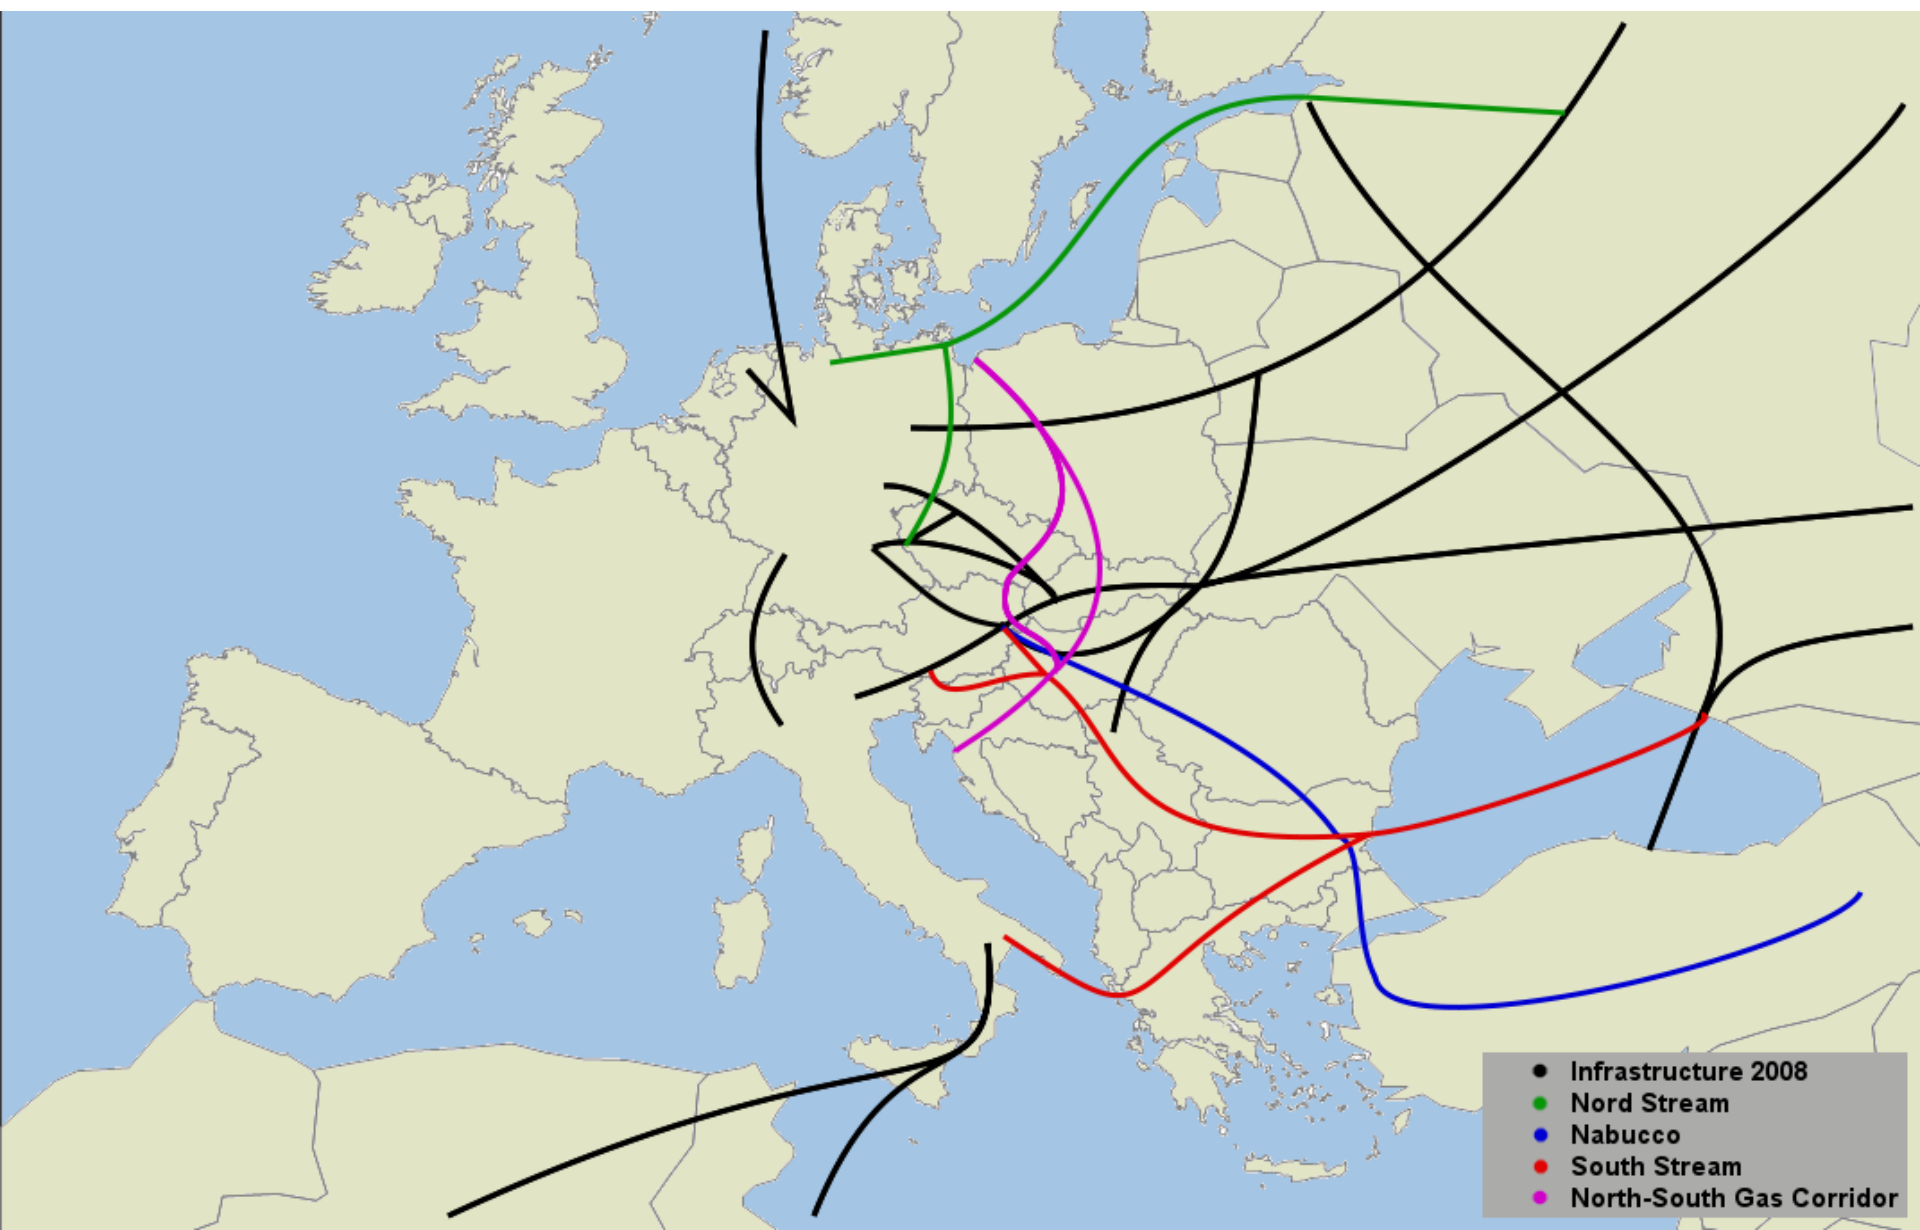 Infrastructure 2008
Nord Stream
Nabucco
South Stream
North-South Gas Corridor